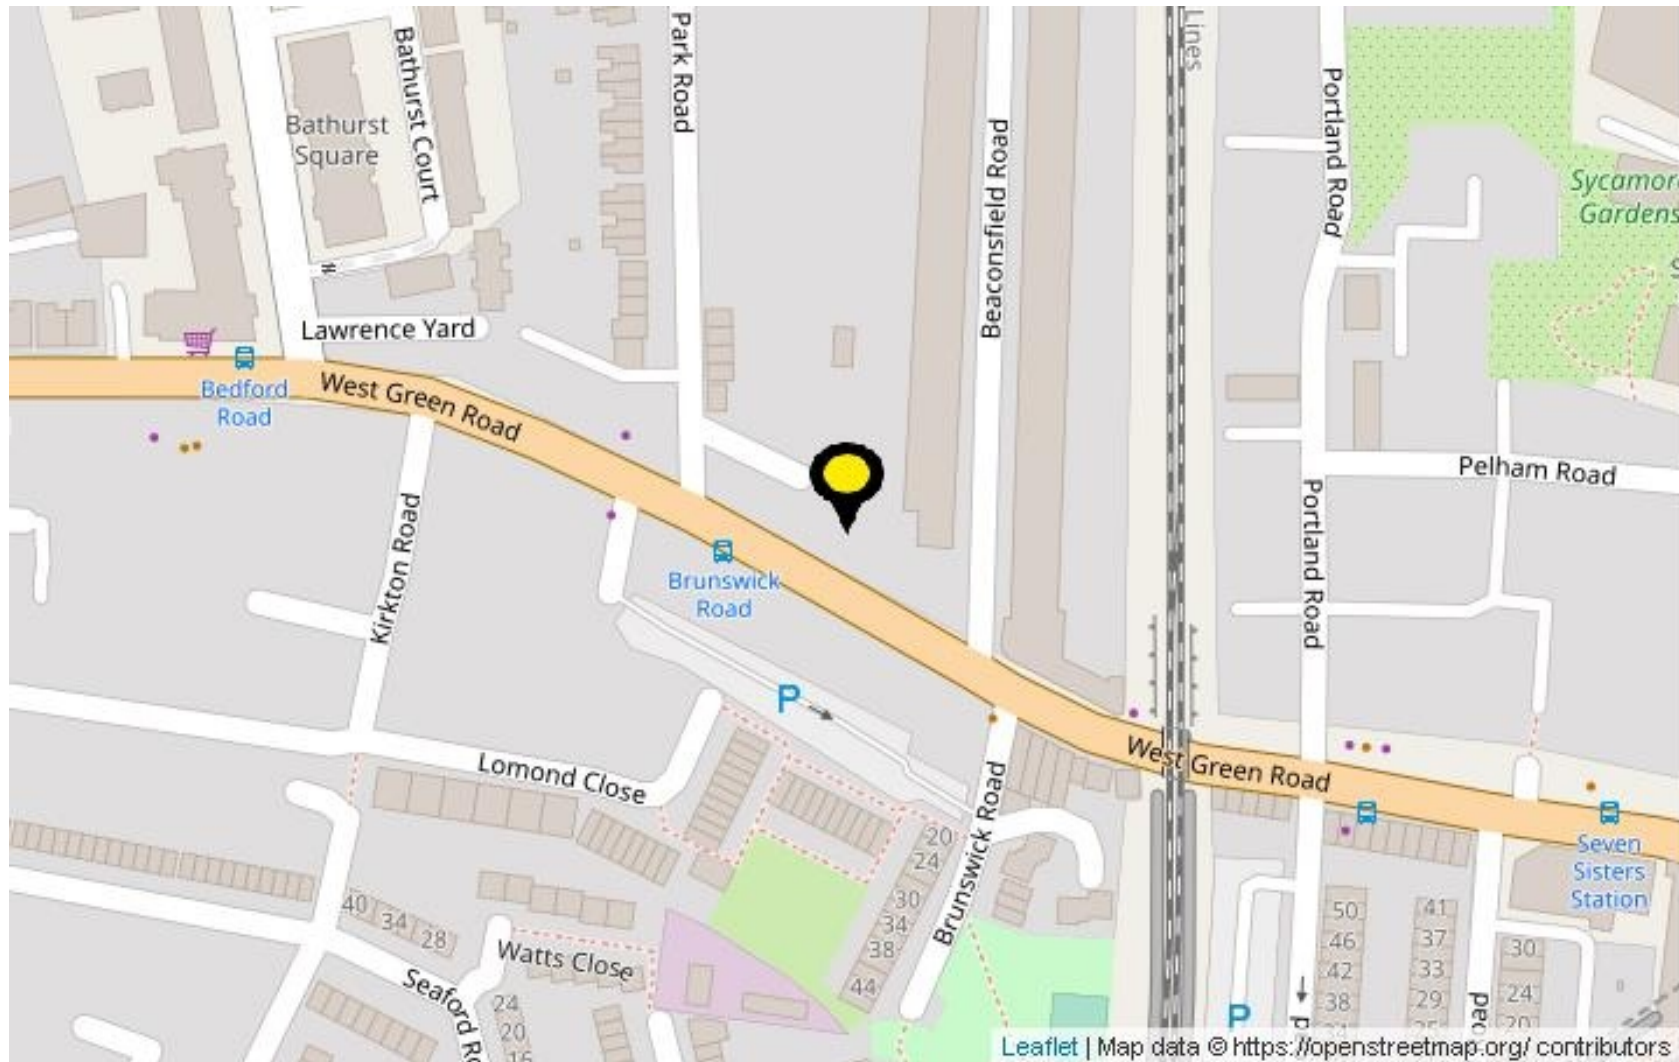 Park Road
Lines
Bathurst Court
Portland Road
Bathurst
Square
Beaconsfield Road
Sycamor
Gardens
Lawrence Yard
West Green Road
Bedford
Road
Pelham Road
Kirkton Road
Portland Road
Brunswick
Road
P
West Green Road
Lomond Close
Brunswick Road
20
24
30
34
38
44
Seven
Sisters
Station
40
34
28
50
46
42
38
41
37
33
29
30
24
20
Watts Close
Seaford Ro
24
20
16
P
Leaflet | Map data © https://openstreetmap.org/ contributors